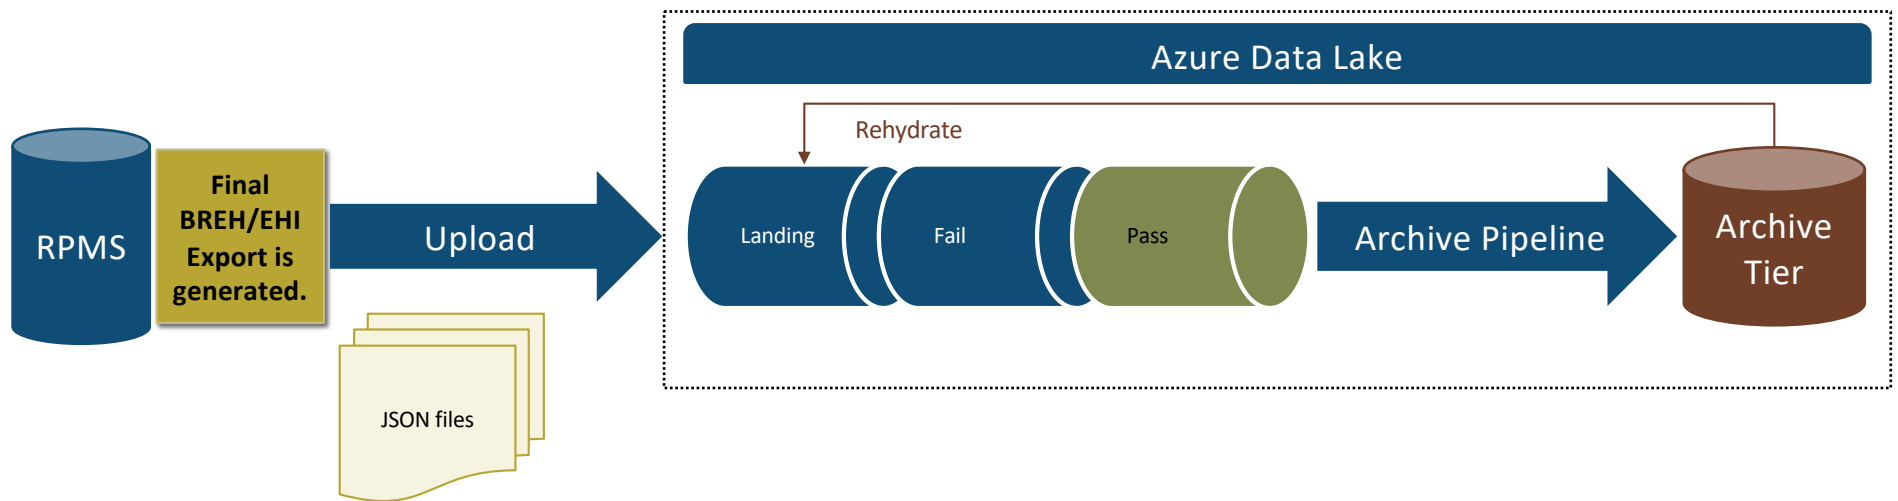 Azure Data Lake
Rehydrate
RPMS
Final
BREH/EHI
Export is
generated.
Upload
JSON files
Landing
Fail
Pass
Archive Pipeline
Archive
Tier